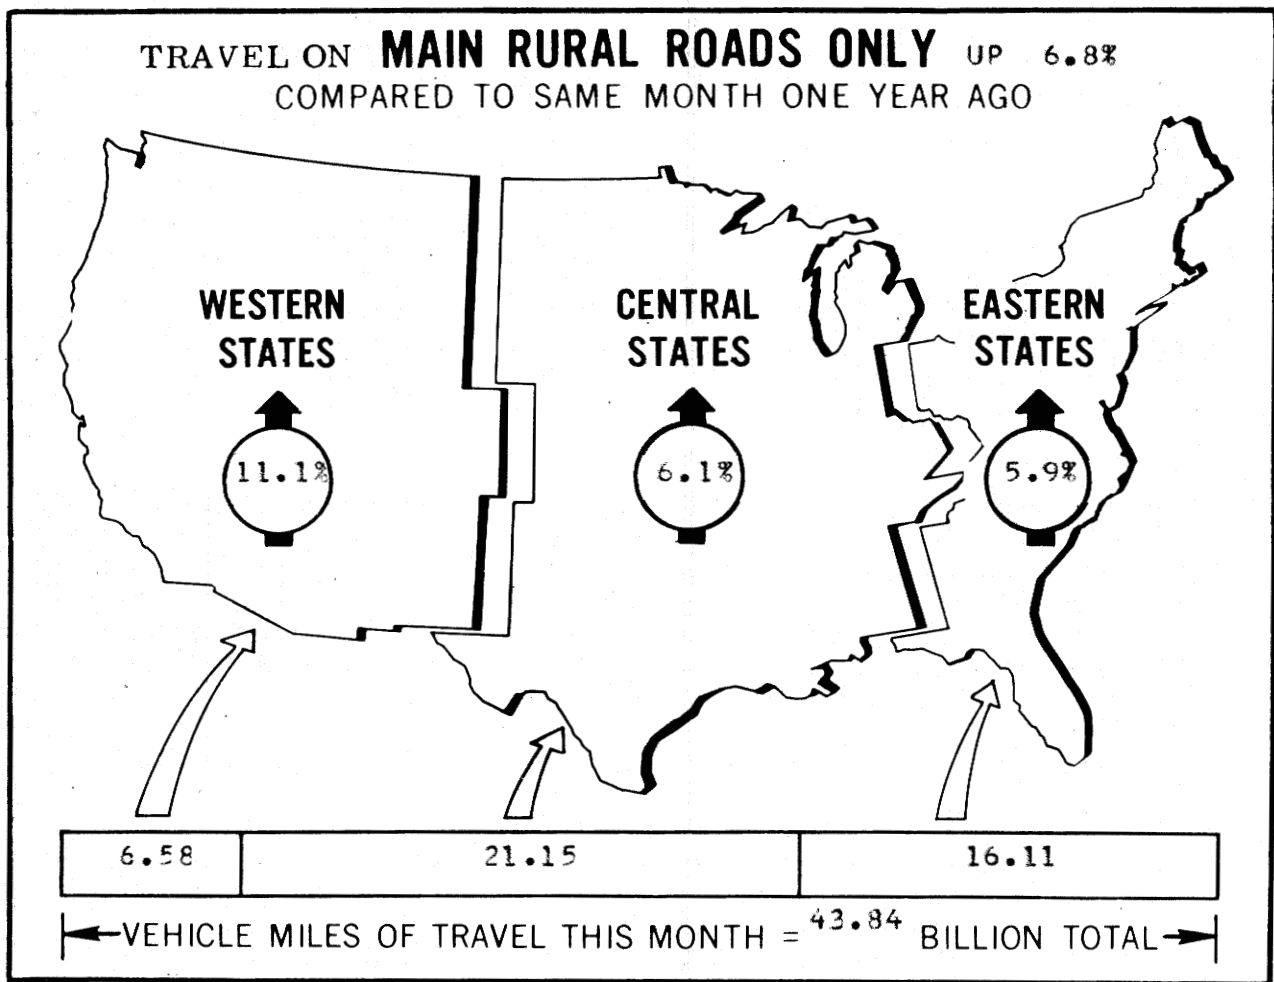 TRAVEL ON MAIN RURAL ROADS ONLY UP 6.8%
COMPARED TO SAME MONTH ONE YEAR AGO
WESTERN
STATES
11.1%
CENTRAL
STATES
6.1%
EASTERN
STATES
5.9%
6.58 21.15 16.11
VEHICLE MILES OF TRAVEL THIS MONTH = 43.84 BILLION TOTAL